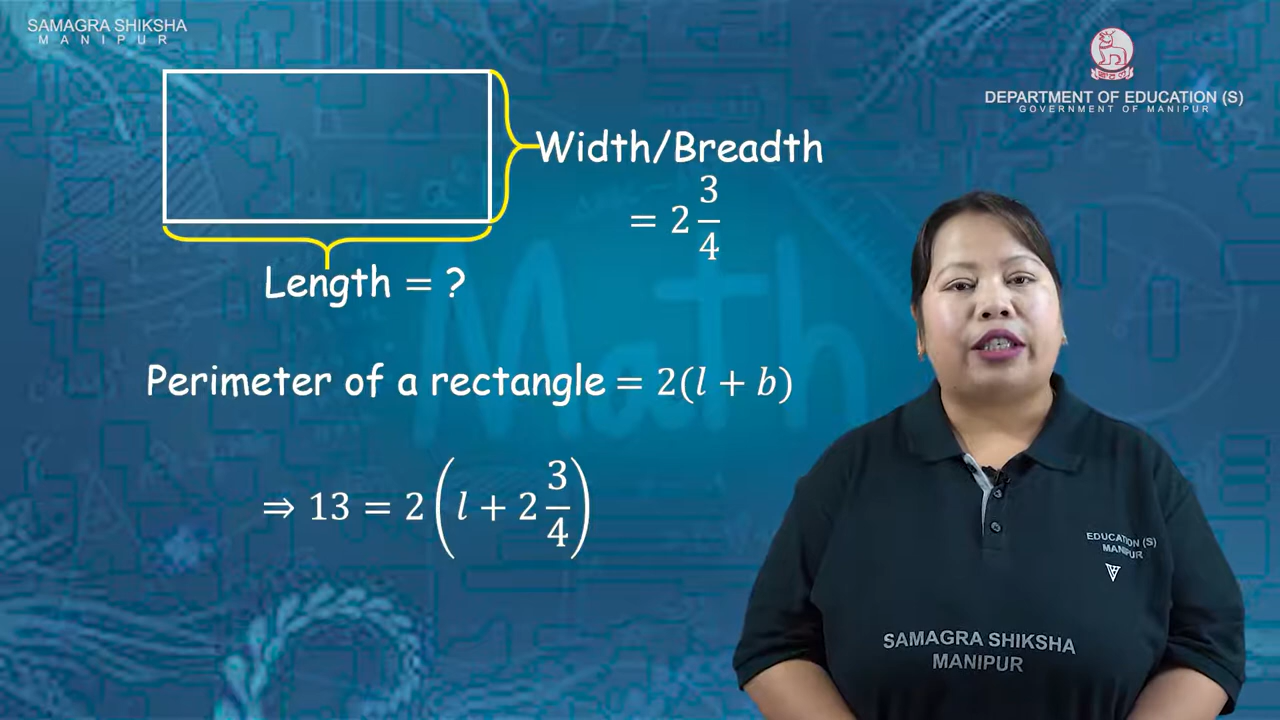 SAMAGRA SHIKSHA
MANIPUR
DEPARTMENT OF EDUCATION (S)
GOVERNMENT OF MANIPUR
Width/Breadth
= 2 3/4
Length = ?
Math
Perimeter of a rectangle = 2(l + b)
⇒ 13 = 2(l + 2 3/4)
EDUCATION (S)
MANIPUR
SAMAGRA SHIKSHA
MANIPUR